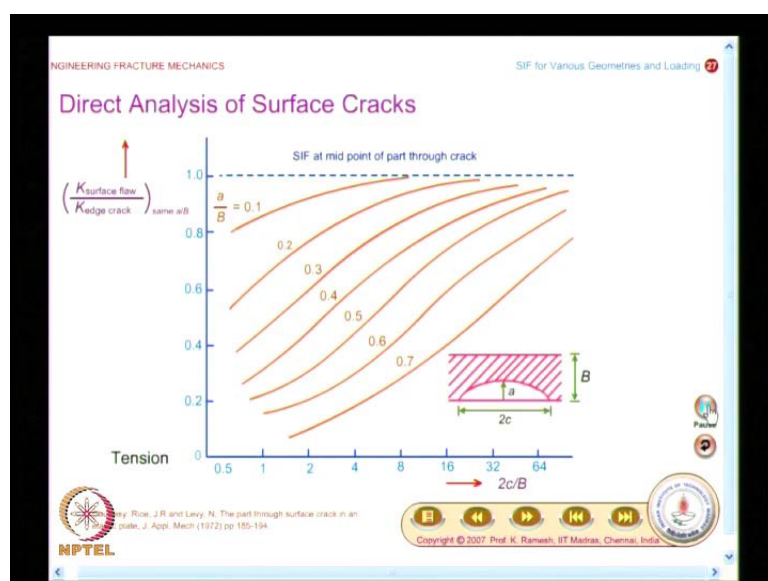 NGINEERING FRACTURE MECHANICS
SIF for Various Geometries and Loading 27
Direct Analysis of Surface Cracks
SIF at mid point of part through crack
(K surface flaw / K edge crack) same a/B
1.0
0.8
0.6
0.4
0.2
0
a/B = 0.1
0.2
0.3
0.4
0.5
0.6
0.7
B
a
2c
Pause
Tension
0.5 1 2 4 8 16 32 64
2c/B
Rice, J.R and Levy, N, The part through surface crack in an
plate, J. Appl. Mech (1972) pp 185-194.
NPTEL
Copyright © 2007 Prof. K. Ramesh, IIT Madras, Chennai, India